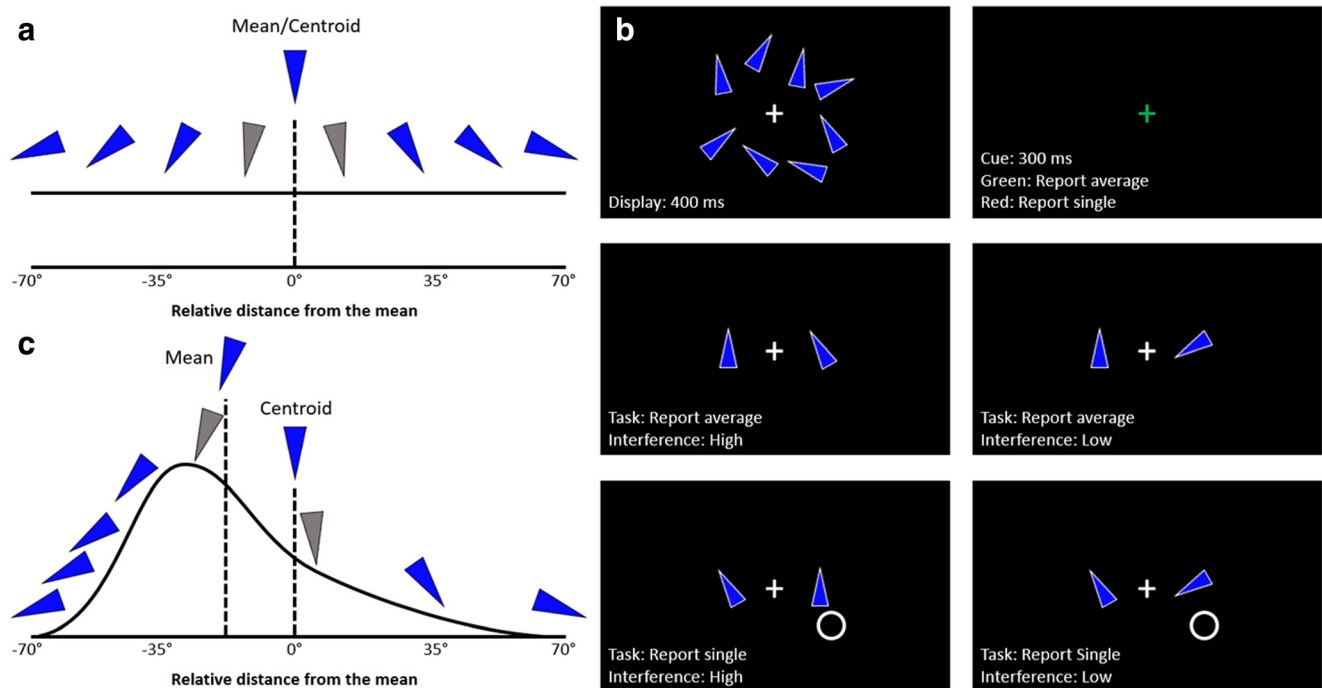 a
Mean/Centroid
-70°
-35°
0°
35°
70°
Relative distance from the mean
b
Display: 400 ms
Cue: 300 ms
Green: Report average
Red: Report single
Task: Report average
Interference: High
Task: Report average
Interference: Low
Task: Report single
Interference: High
Task: Report Single
Interference: Low
c
Mean
Centroid
-70°
-35°
0°
35°
70°
Relative distance from the mean